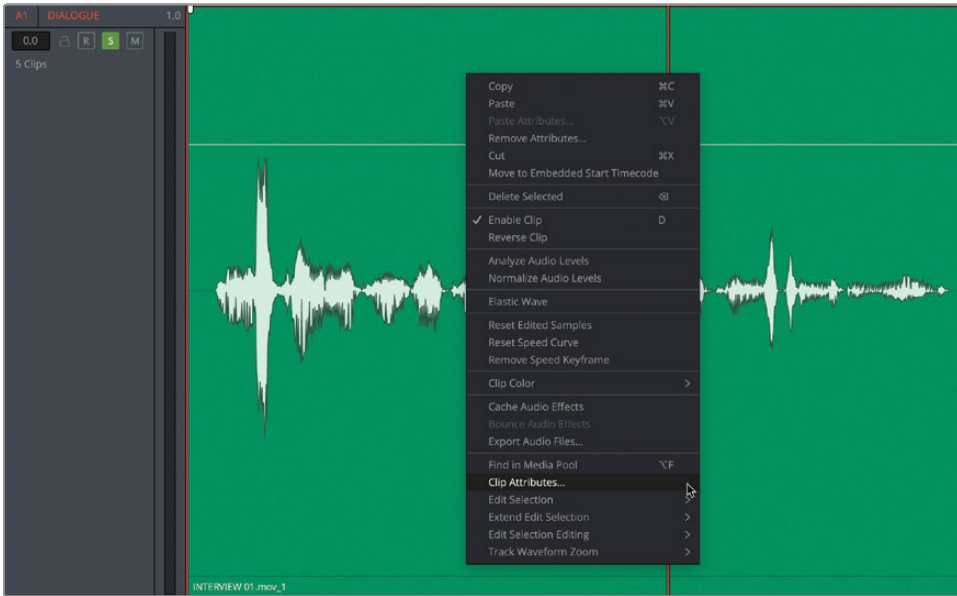 A1 DIALOGUE 1.0
0.0 R S M
5 Clips
Copy ⌘C
Paste ⌘V
Paste Attributes... ⌥V
Remove Attributes...
Cut ⌘X
Move to Embedded Start Timecode
Delete Selected ⌫
Enable Clip D
Reverse Clip
Analyze Audio Levels
Normalize Audio Levels
Elastic Wave
Reset Edited Samples
Reset Speed Curve
Remove Speed Keyframe
Clip Color
Cache Audio Effects
Bounce Audio Effects
Export Audio Files...
Find in Media Pool ⌥F
Clip Attributes...
Edit Selection
Extend Edit Selection
Edit Selection Editing
Track Waveform Zoom
INTERVIEW 01.mov_1